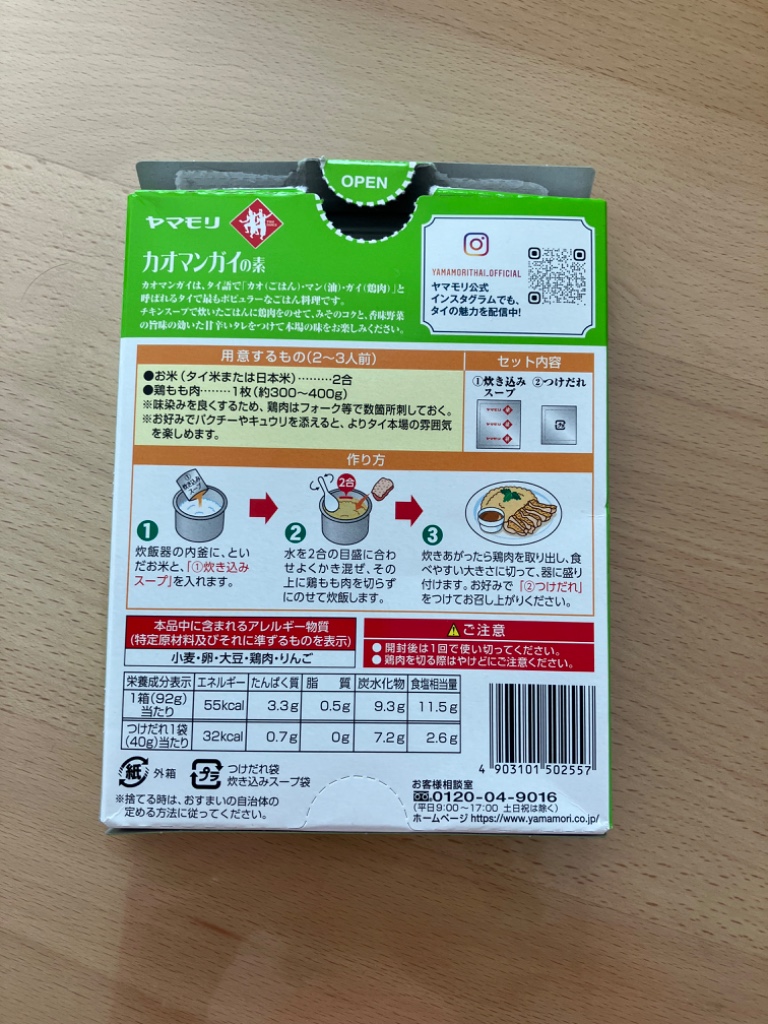 OPEN
ヤマモリ
カオマンガイの素
カオマンガイは、タイ語で「カオ(ごはん)・マン(油)・ガイ(鶏肉)」と
呼ばれるタイで最もポピュラーなごはん料理です。
チキンスープで炊いたごはんに鶏肉をのせて、みそのコクと、香味野菜
の旨味の効いた甘辛いタレをつけて本場の味をお楽しみください。
YAMAMORITHAI.OFFICIAL
ヤマモリ公式
インスタグラムでも、
タイの魅力を配信中!
用意するもの(2〜3人前)
●お米(タイ米または日本米)………2合
●鶏もも肉………1枚(約300〜400g)
※味染みを良くするため、鶏肉はフォーク等で数箇所刺しておく。
※お好みでパクチーやキュウリを添えると、よりタイ本場の雰囲気
を楽しめます。
セット内容
①炊き込み
スープ
②つけだれ
作り方
炊き込み
スープ
2合
1
炊飯器の内釜に、とい
だお米と、「①炊き込み
スープ」を入れます。
2
水を2合の目盛に合わ
せよくかき混ぜ、その
上に鶏もも肉を切らず
にのせて炊飯します。
3
炊きあがったら鶏肉を取り出し、食
べやすい大きさに切って、器に盛り
付けます。お好みで「②つけだれ」
をつけてお召し上がりください。
本品中に含まれるアレルギー物質
(特定原材料及びそれに準ずるものを表示)
小麦・卵・大豆・鶏肉・りんご
ご注意
●開封後は1回で使い切ってください。
●鶏肉を切る際はやけどにご注意ください。
栄養成分表示 エネルギー たんぱく質 脂質 炭水化物 食塩相当量
1箱(92g)
当たり 55kcal 3.3g 0.5g 9.3g 11.5g
つけだれ1袋
(40g)当たり 32kcal 0.7g 0g 7.2g 2.6g
4 903101 502557
紙 外箱
プラ つけだれ袋
炊き込みスープ袋
※捨てる時は、おすまいの自治体の
定める方法に従ってください。
お客様相談室
0120-04-9016
(平日9:00〜17:00 土日祝は除く)
ホームページ https://www.yamamori.co.jp/